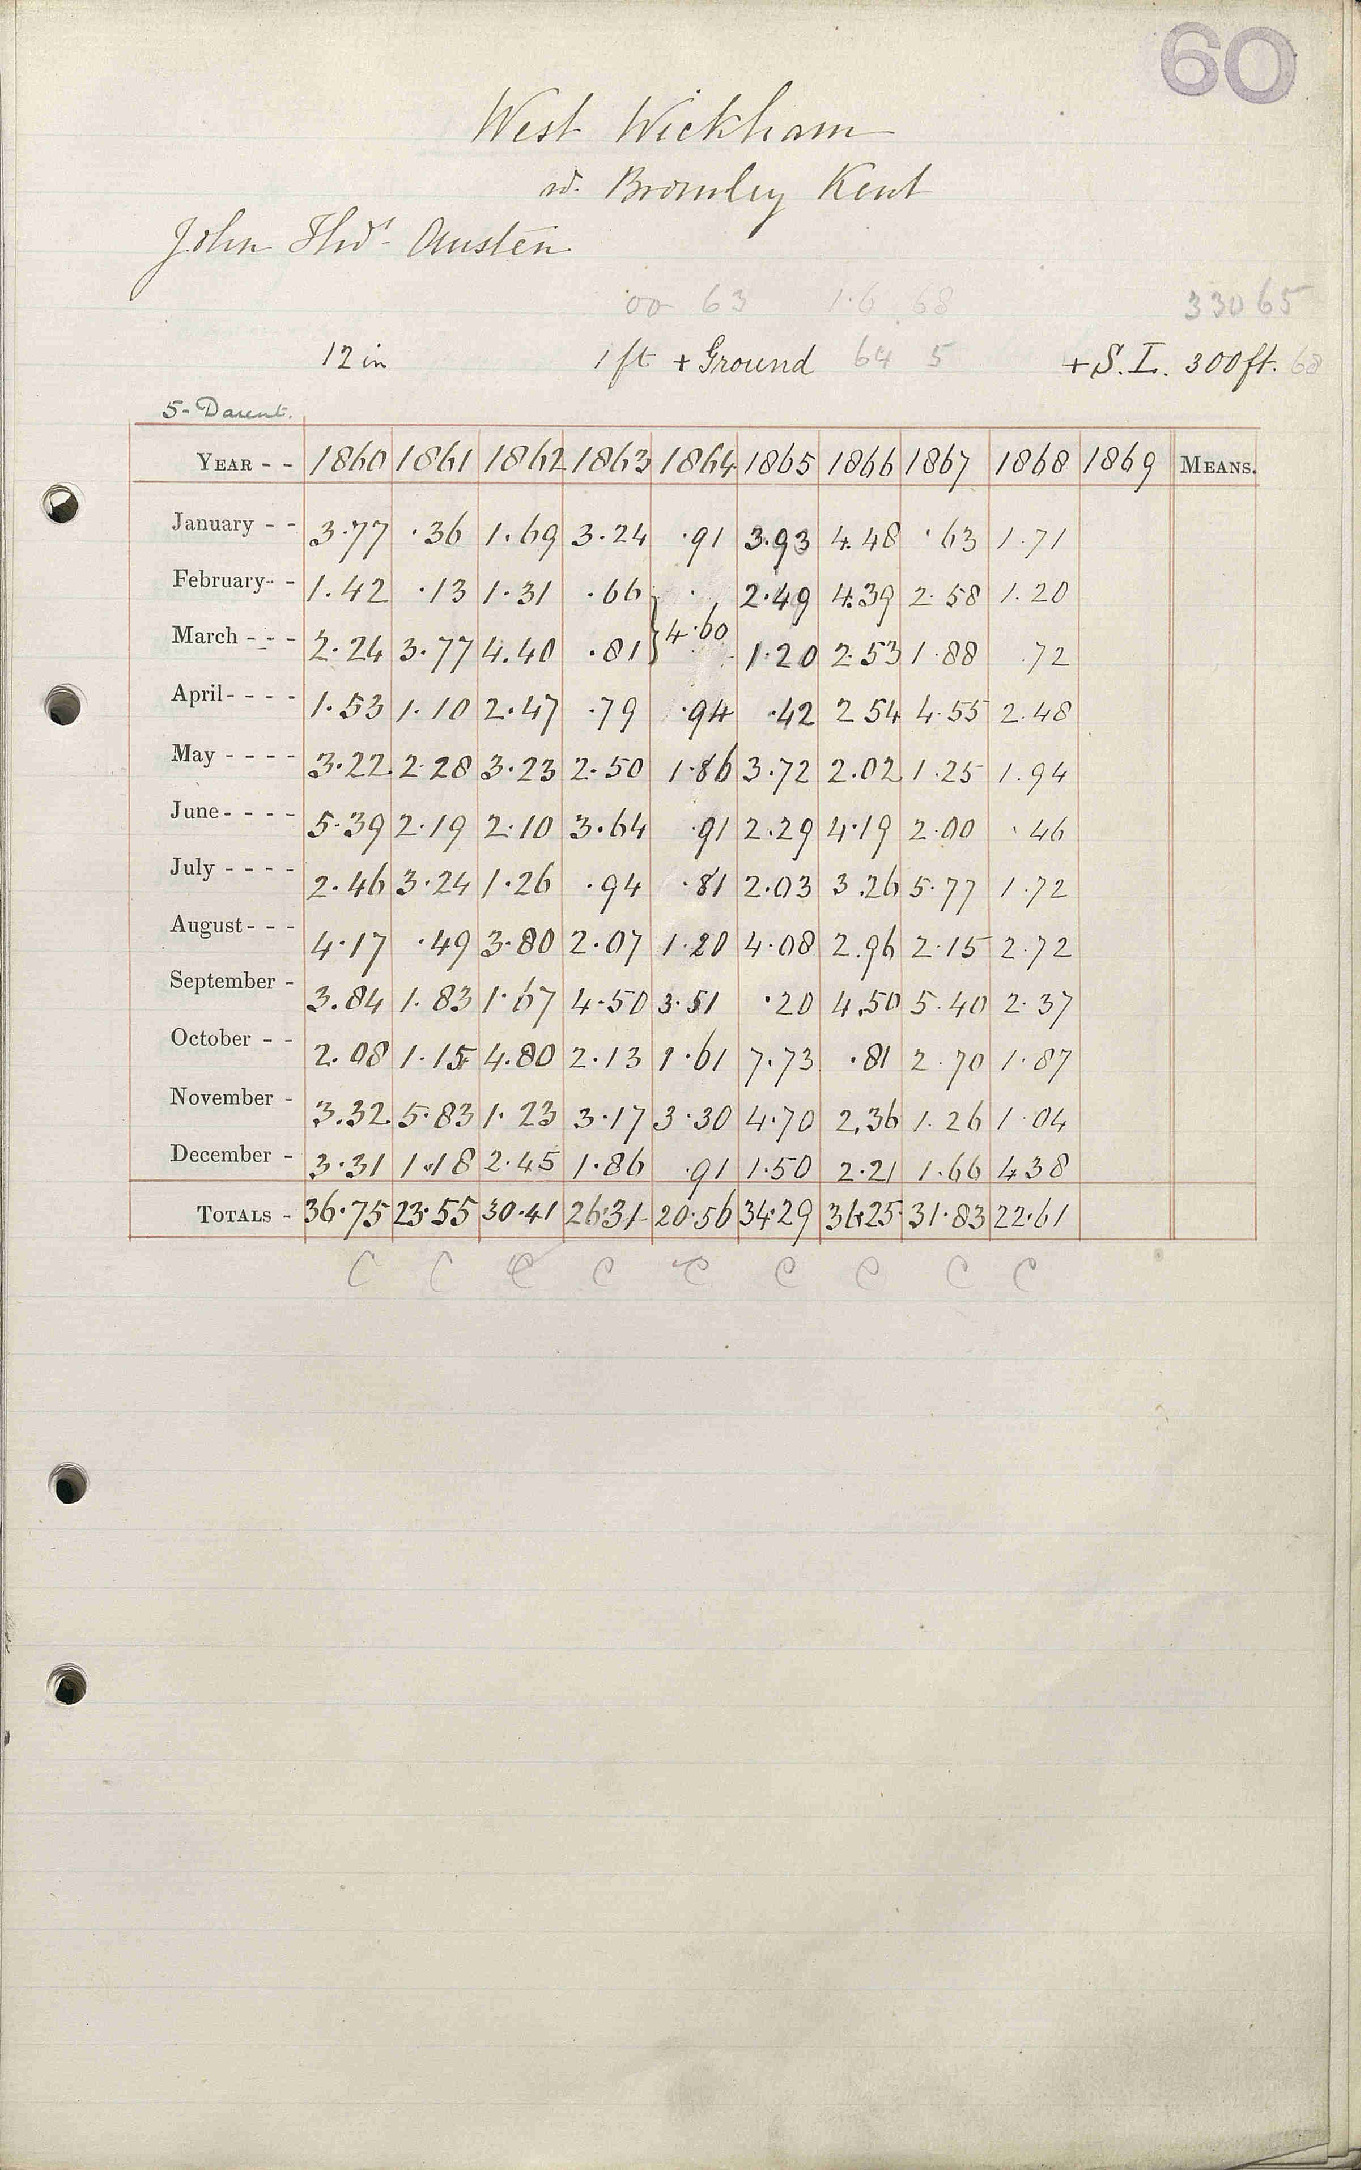 60
West Wickham
nr. Bromley Kent
John Thos. Austen
00 63 1.6 .68 330 65
12 in 1 ft + Ground 64 5 + S. L. 300 ft. 68
5 - Darent.
YEAR - - 1860 1861 1862 1863 1864 1865 1866 1867 1868 1869 MEANS.
January - - 3.77 .36 1.69 3.24 .91 3.93 4.48 .63 1.71
February - - 1.42 .13 1.31 .66 2.49 4.39 2.58 1.20
March - - - 2.24 3.77 4.40 .81 } 4.60 1.20 2.53 1.88 .72
April - - - - 1.53 1.10 2.47 .79 .94 .42 2.54 4.55 2.48
May - - - - 3.22 2.28 3.23 2.50 1.86 3.72 2.02 1.25 1.94
June - - - - 5.39 2.19 2.10 3.64 .91 2.29 4.19 2.00 .46
July - - - - 2.46 3.24 1.26 .94 .81 2.03 3.26 5.77 1.72
August - - - 4.17 .49 3.80 2.07 1.20 4.08 2.96 2.15 2.72
September - 3.84 1.83 1.67 4.50 3.51 .20 4.50 5.40 2.37
October - - 2.08 1.15 4.80 2.13 1.61 7.73 .81 2.70 1.87
November - 3.32 5.83 1.23 3.17 3.30 4.70 2.36 1.26 1.04
December - 3.31 1.18 2.45 1.86 .91 1.50 2.21 1.66 4.38
TOTALS - 36.75 23.55 30.41 26.31 20.56 34.29 36.25 31.83 22.61
C C C C C C C C C